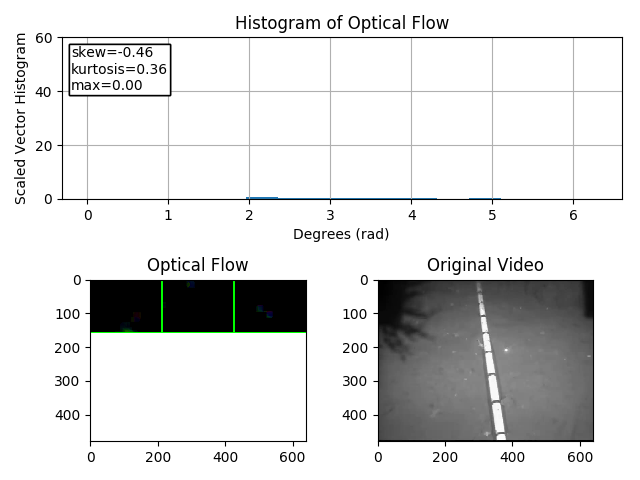 Histogram of Optical Flow
Scaled Vector Histogram
60
40
20
0
skew=-0.46
kurtosis=0.36
max=0.00
0 1 2 3 4 5 6
Degrees (rad)
Optical Flow
0
100
200
300
400
0 200 400 600
Original Video
0
100
200
300
400
0 200 400 600